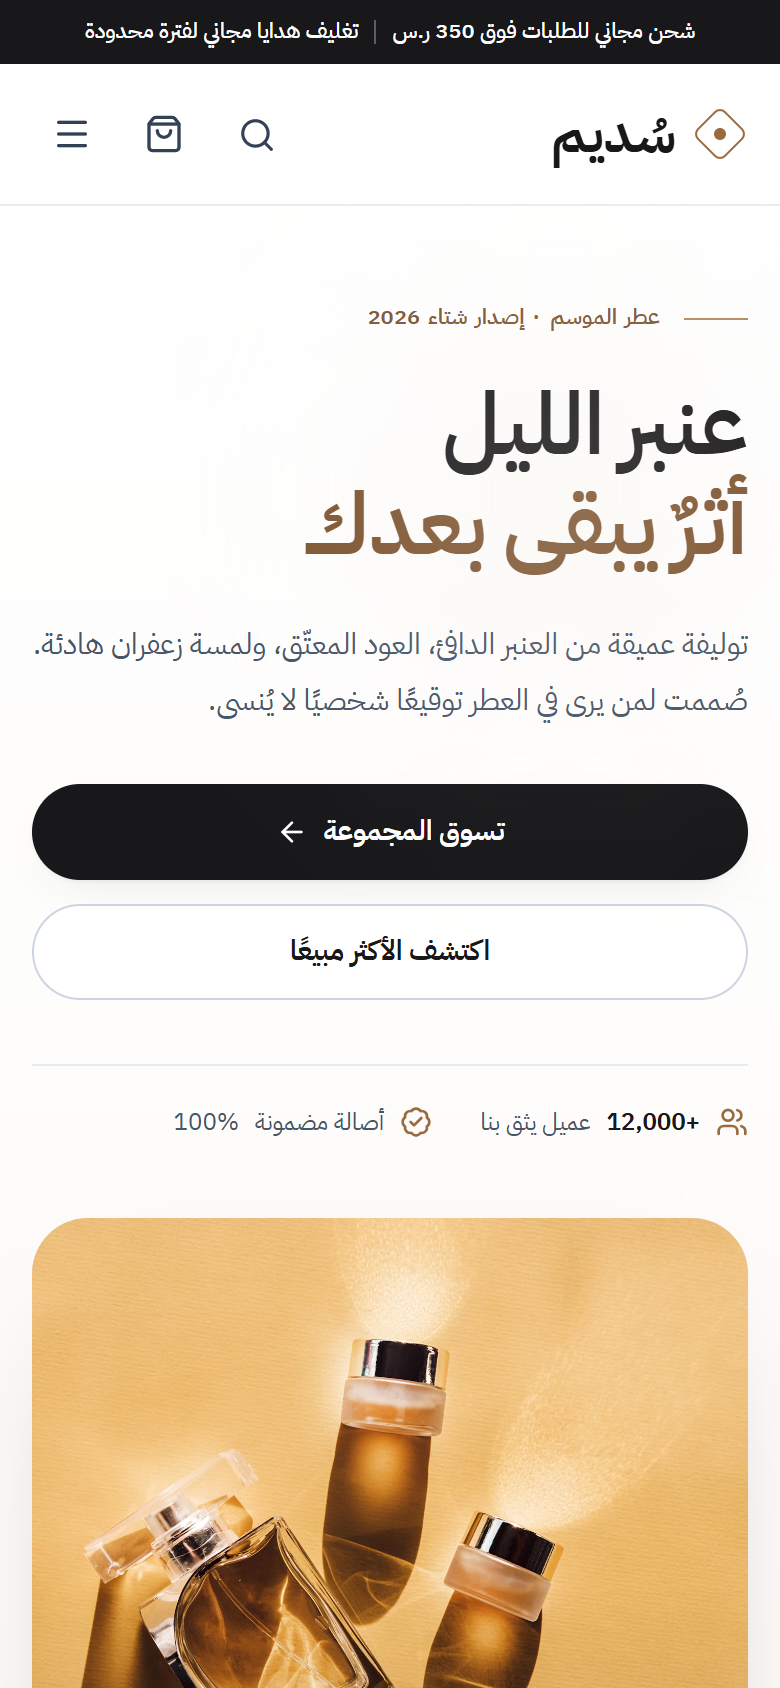 شحن مجاني للطلبات فوق 350 ر.س | تغليف هدايا مجاني لفترة محدودة
سُديم
عطر الموسم · إصدار شتاء 2026
عنبر الليل
أثرٌ يبقى بعدك
توليفة عميقة من العنبر الدافئ، العود المعتّق، ولمسة زعفران هادئة.
صُممت لمن يرى في العطر توقيعًا شخصيًا لا يُنسى.
تسوق المجموعة ←
اكتشف الأكثر مبيعًا
+12,000 عميل يثق بنا
أصالة مضمونة 100%